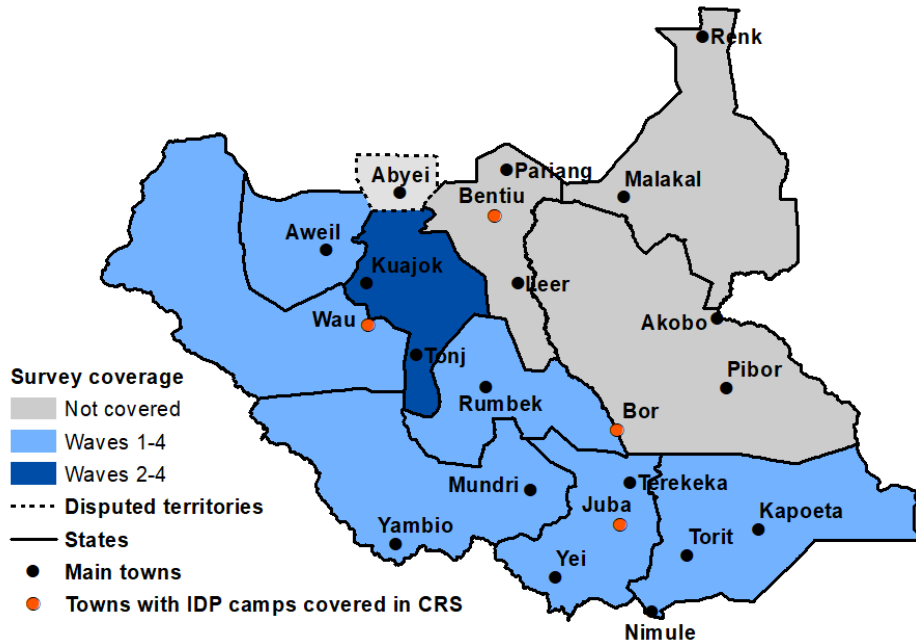 Renk
Pariang
Abyei
Malakal
Bentiu
Aweil
Kuajok
Leer
Wau
Akobo
Tonj
Pibor
Survey coverage
Not covered
Waves 1-4
Waves 2-4
Disputed territories
States
Main towns
Towns with IDP camps covered in CRS
Rumbek
Bor
Mundri
Terekeka
Juba
Kapoeta
Yambio
Torit
Yei
Nimule